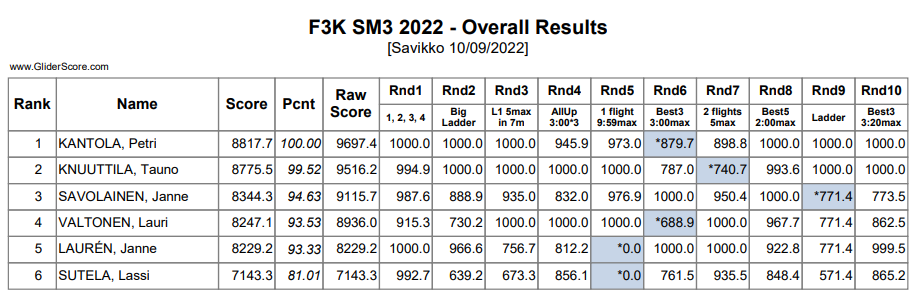 F3K SM3 2022 - Overall Results
[Savikko 10/09/2022]
www.GliderScore.com
Rank Name Score Pcnt Raw Score Rnd1 Rnd2 Rnd3 Rnd4 Rnd5 Rnd6 Rnd7 Rnd8 Rnd9 Rnd10
1, 2, 3, 4 Big Ladder L1 5max in 7m AllUp 3:00*3 1 flight 9:59max Best3 3:00max 2 flights 5max Best5 2:00max Ladder Best3 3:20max
1 KANTOLA, Petri 8817.7 100.00 9697.4 1000.0 1000.0 1000.0 945.9 973.0 *879.7 898.8 1000.0 1000.0 1000.0
2 KNUUTTILA, Tauno 8775.5 99.52 9516.2 994.9 1000.0 1000.0 1000.0 1000.0 787.0 *740.7 993.6 1000.0 1000.0
3 SAVOLAINEN, Janne 8344.3 94.63 9115.7 987.6 888.9 935.0 832.0 976.9 1000.0 950.4 1000.0 *771.4 773.5
4 VALTONEN, Lauri 8247.1 93.53 8936.0 915.3 730.2 1000.0 1000.0 1000.0 *688.9 1000.0 967.7 771.4 862.5
5 LAURÉN, Janne 8229.2 93.33 8229.2 1000.0 966.6 756.7 812.2 *0.0 1000.0 1000.0 922.8 771.4 999.5
6 SUTELA, Lassi 7143.3 81.01 7143.3 992.7 639.2 673.3 856.1 *0.0 761.5 935.5 848.4 571.4 865.2